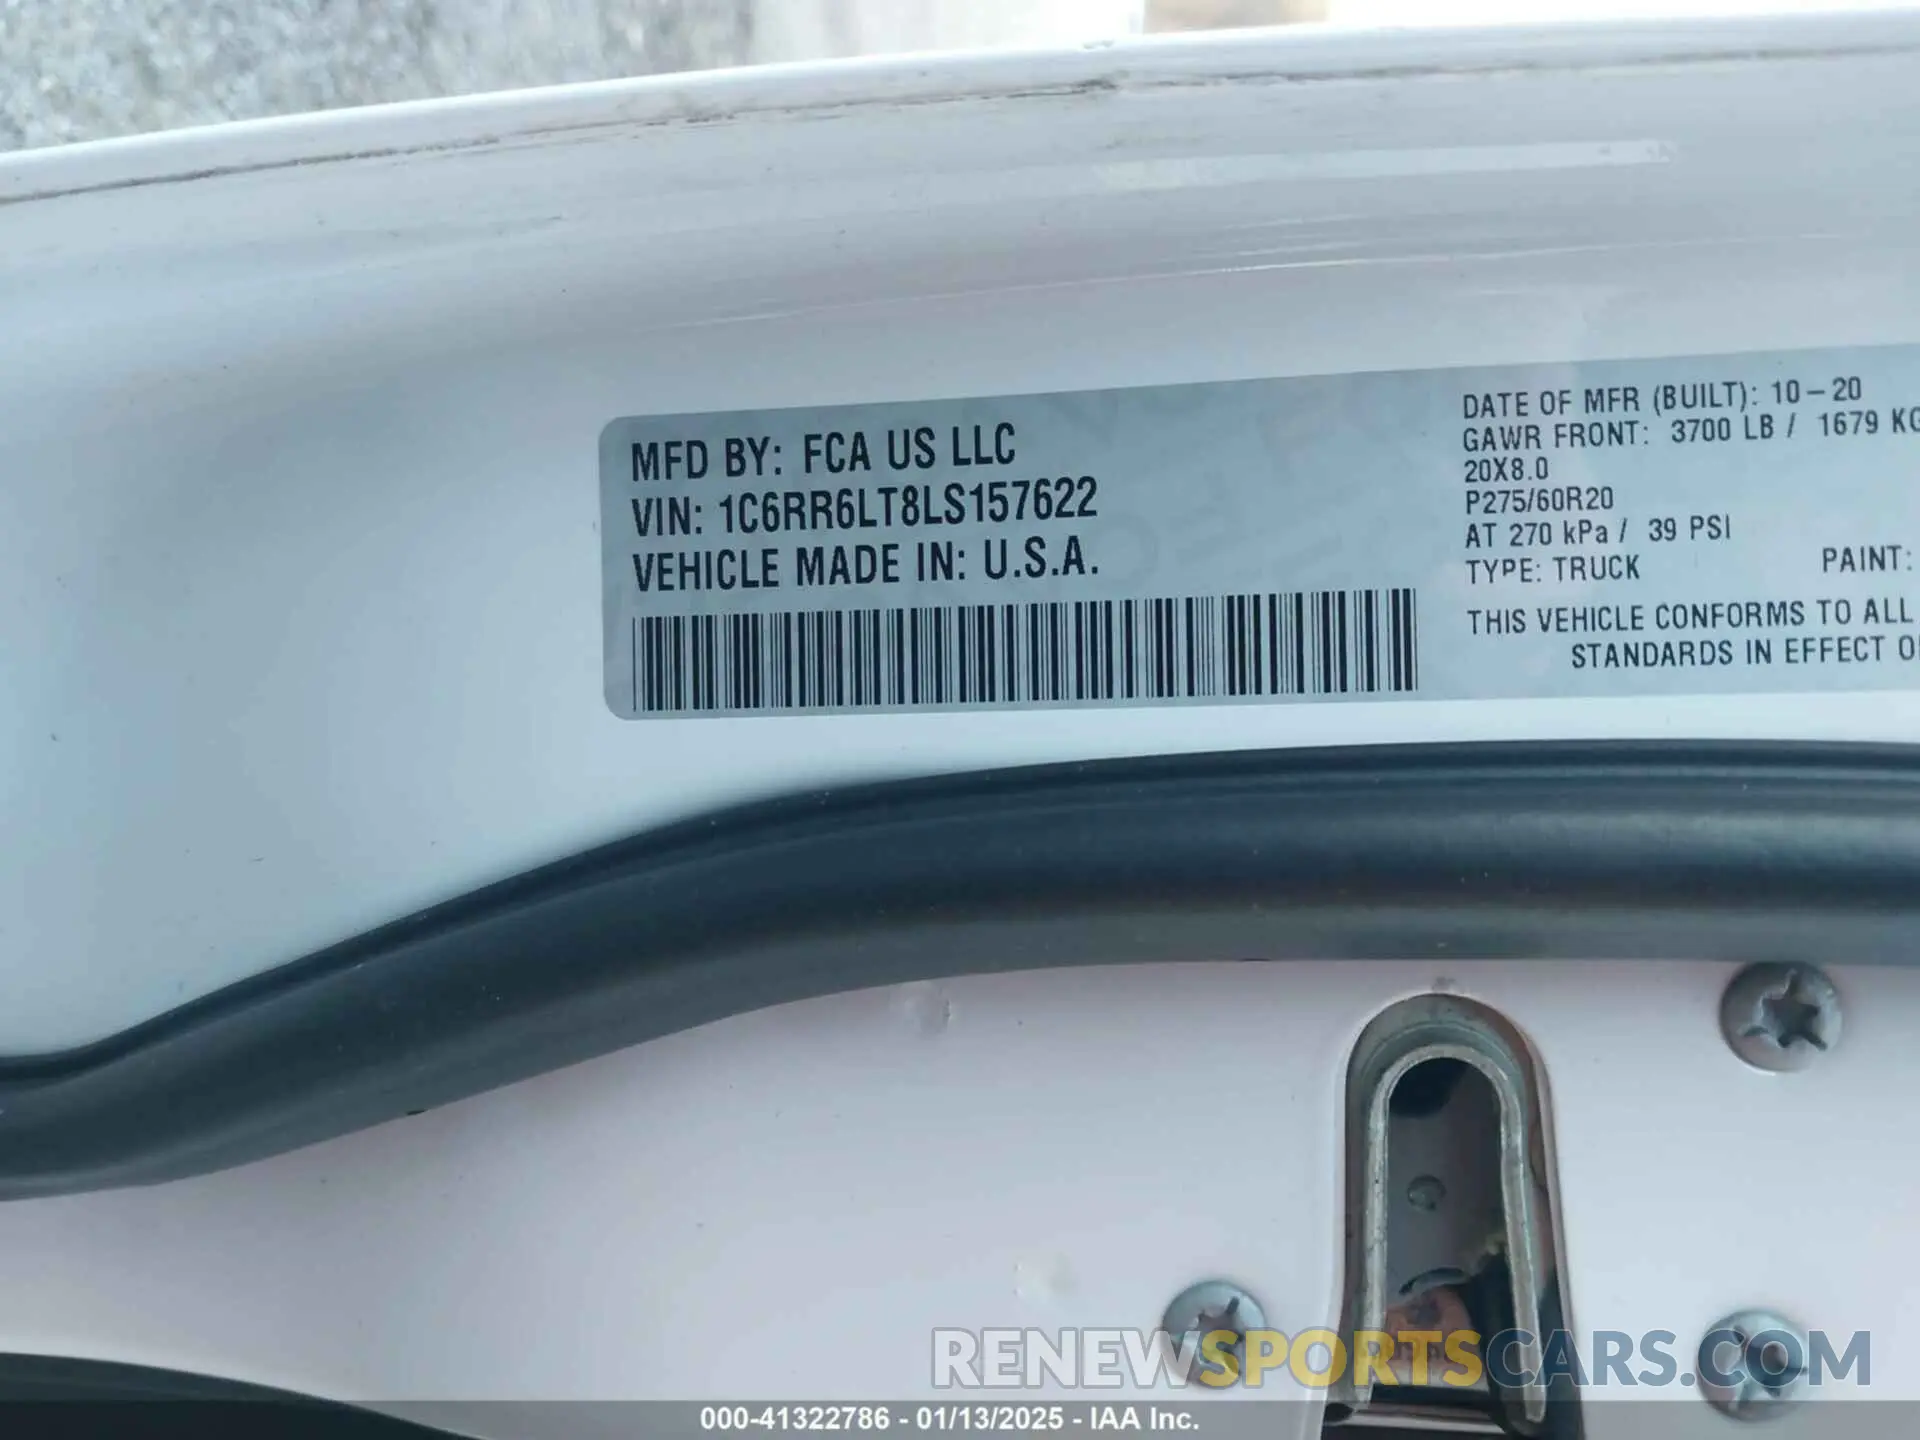 MFD BY: FCA US LLC
VIN: 1C6RR6LT8LS157622
VEHICLE MADE IN: U.S.A.
DATE OF MFR (BUILT): 10-20
GAWR FRONT: 3700 LB / 1679 KG
20X8.0
P275/60R20
AT 270 kPa / 39 PSI
TYPE: TRUCK PAINT:
THIS VEHICLE CONFORMS TO ALL
STANDARDS IN EFFECT
RENEWSPORTSCARS.COM
000-41322786 - 01/13/2025 - IAA Inc.